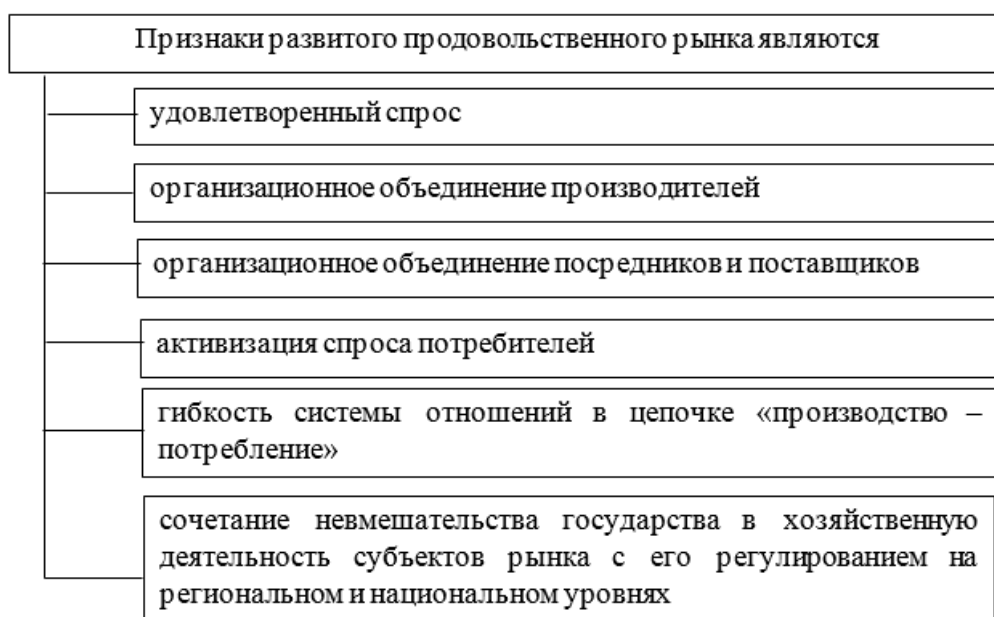 Признаки развитого продовольственного рынка являются
удовлетворенный спрос
организационное объединение производителей
организационное объединение посредников и поставщиков
активизация спроса потребителей
гибкость системы отношений в цепочке «производство –
потребление»
сочетание невмешательства государства в хозяйственную
деятельность субъектов рынка с его регулированием на
региональном и национальном уровнях